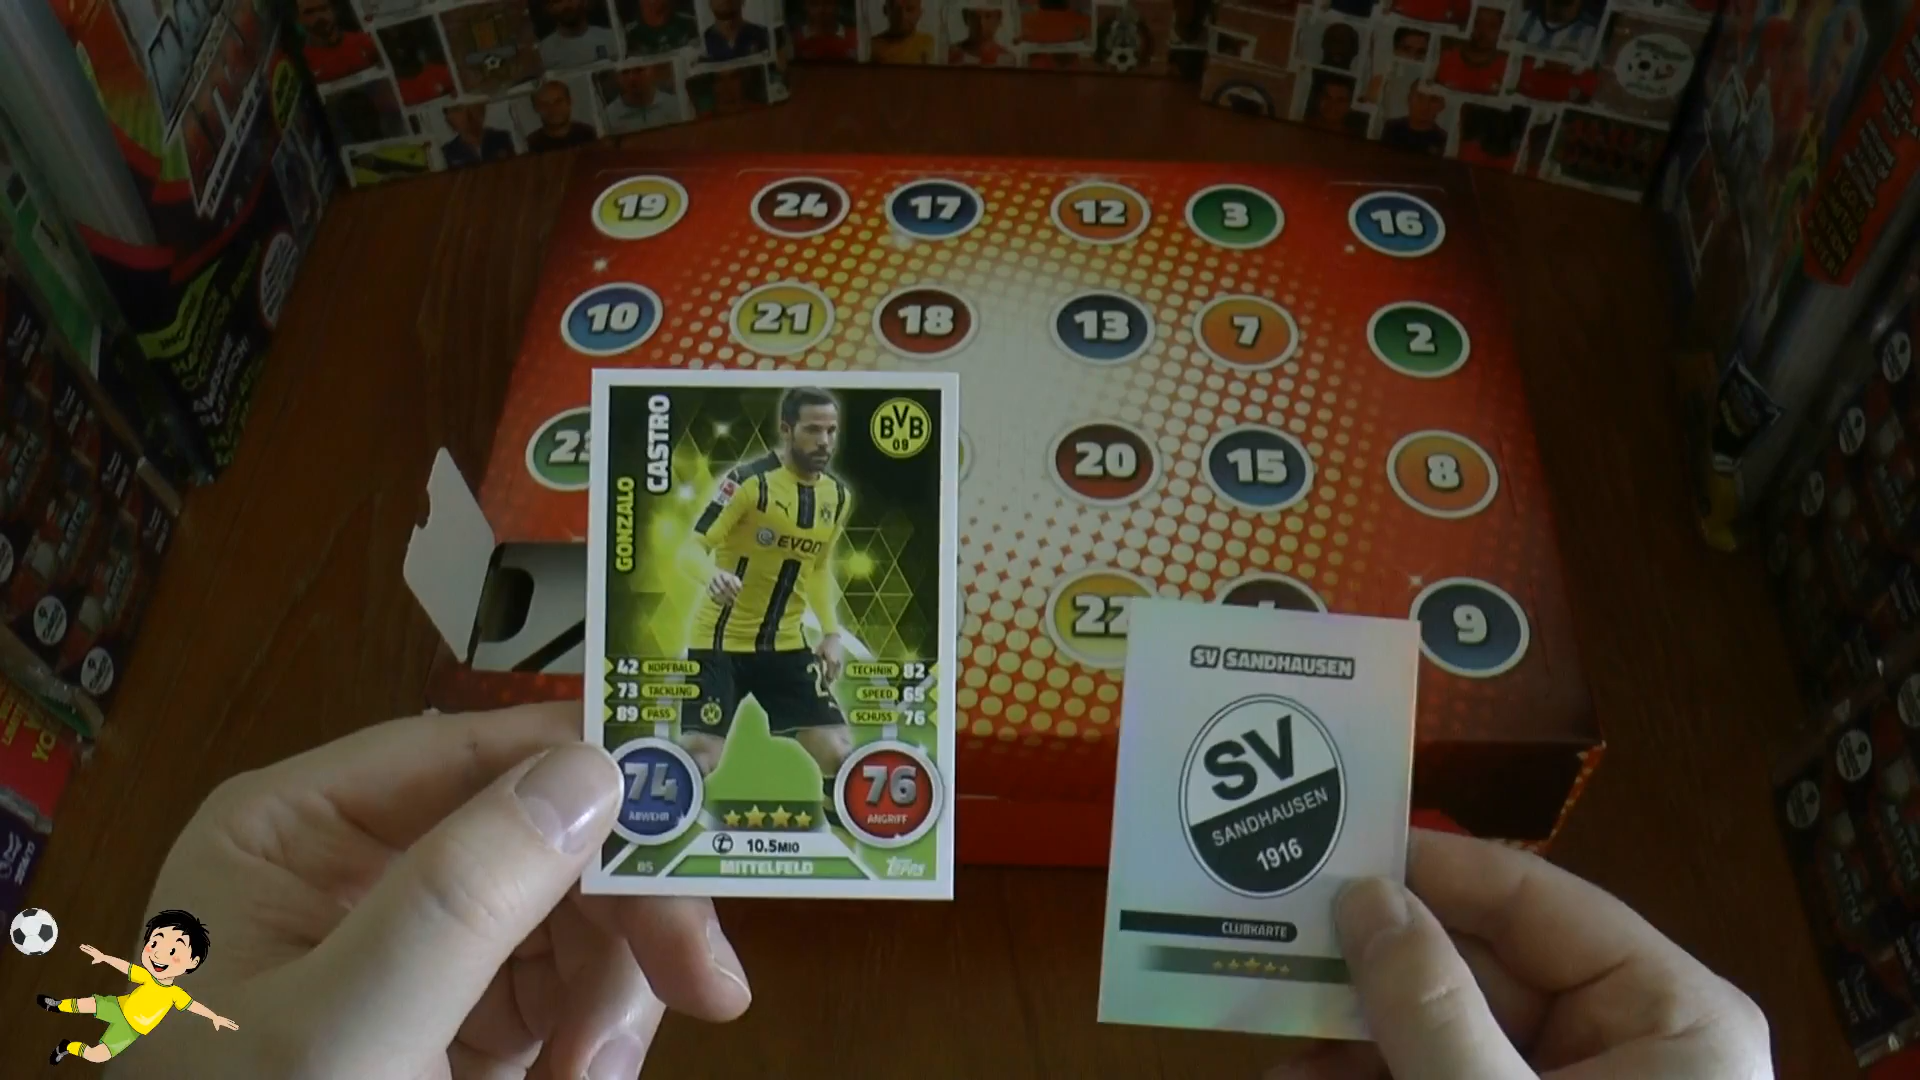 19
24
17
12
3
16
10
21
18
13
7
2
23
20
15
8
22
9
GONZALO
CASTRO
BVB
09
EVON
42 KOPFBALL
73 TACKLING
89 PASS
TECHNIK 82
SPEED 65
SCHUSS 76
74
ABWEHR
76
ANGRIFF
10.5MIO
85
MITTELFELD
Topps
SV SANDHAUSEN
SV
SANDHAUSEN
1916
CLUBKARTE